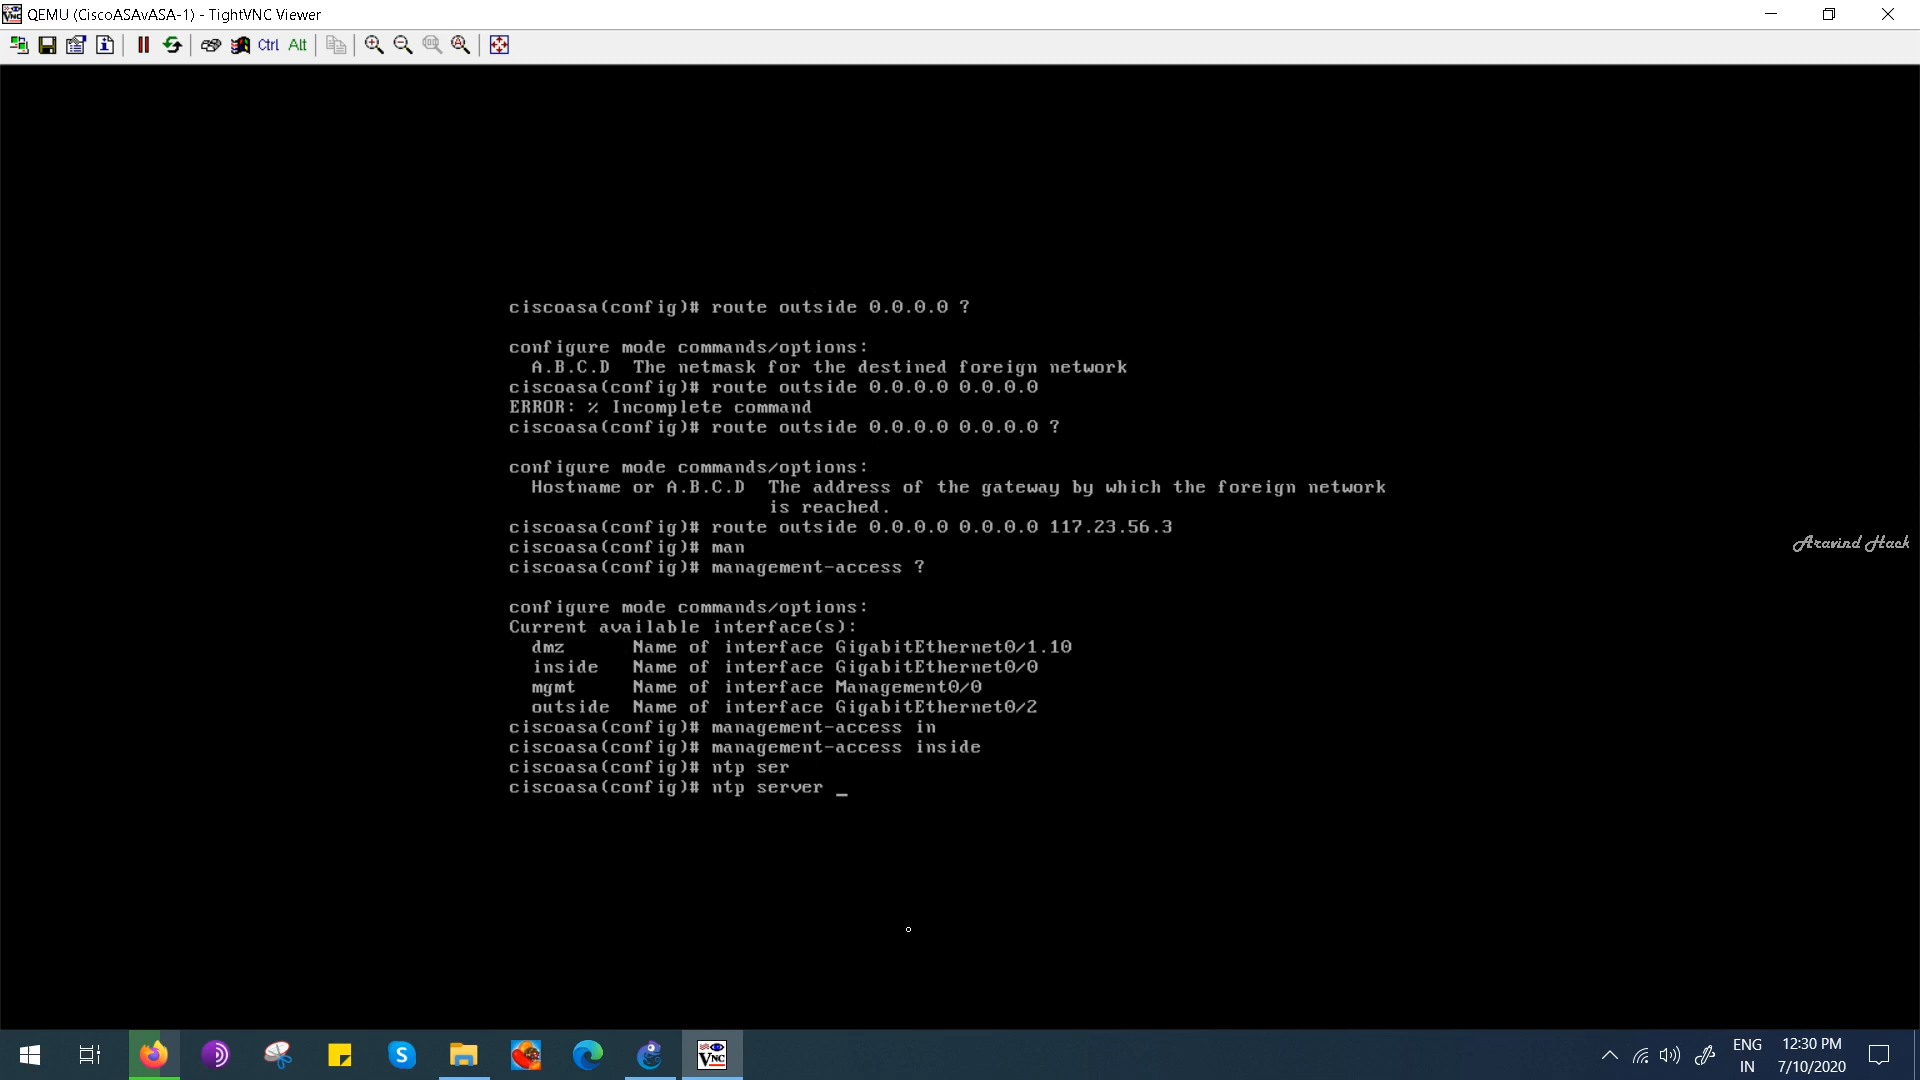 QEMU (CiscoASAvASA-1) - TightVNC Viewer
Ctrl Alt
ciscoasa(config)# route outside 0.0.0.0 ?
configure mode commands/options:
A.B.C.D The netmask for the destined foreign network
ciscoasa(config)# route outside 0.0.0.0 0.0.0.0
ERROR: % Incomplete command
ciscoasa(config)# route outside 0.0.0.0 0.0.0.0 ?
configure mode commands/options:
Hostname or A.B.C.D The address of the gateway by which the foreign network
is reached.
ciscoasa(config)# route outside 0.0.0.0 0.0.0.0 117.23.56.3
ciscoasa(config)# man
ciscoasa(config)# management-access ?
configure mode commands/options:
Current available interface(s):
dmz Name of interface GigabitEthernet0/1.10
inside Name of interface GigabitEthernet0/0
mgmt Name of interface Management0/0
outside Name of interface GigabitEthernet0/2
ciscoasa(config)# management-access in
ciscoasa(config)# management-access inside
ciscoasa(config)# ntp ser
ciscoasa(config)# ntp server _
Aravind Hack
VNC
ENG
IN
12:30 PM
7/10/2020